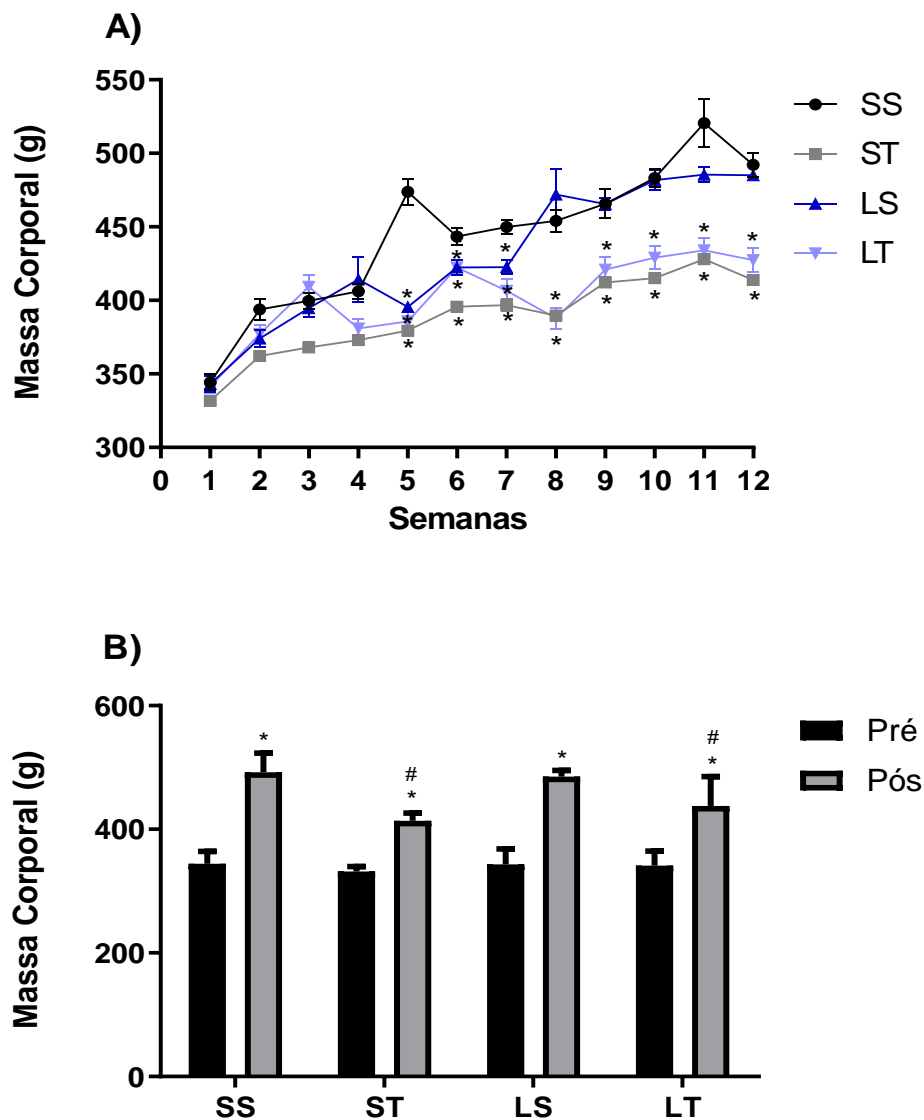 A)
Massa Corporal (g)
550
500
450
400
350
300
0 1 2 3 4 5 6 7 8 9 10 11 12
Semanas
SS
ST
LS
LT
* * * * * * * * * * * * * * * * * * *
B)
Massa Corporal (g)
600
400
200
0
* # * * # *
SS ST LS LT
Pré
Pós